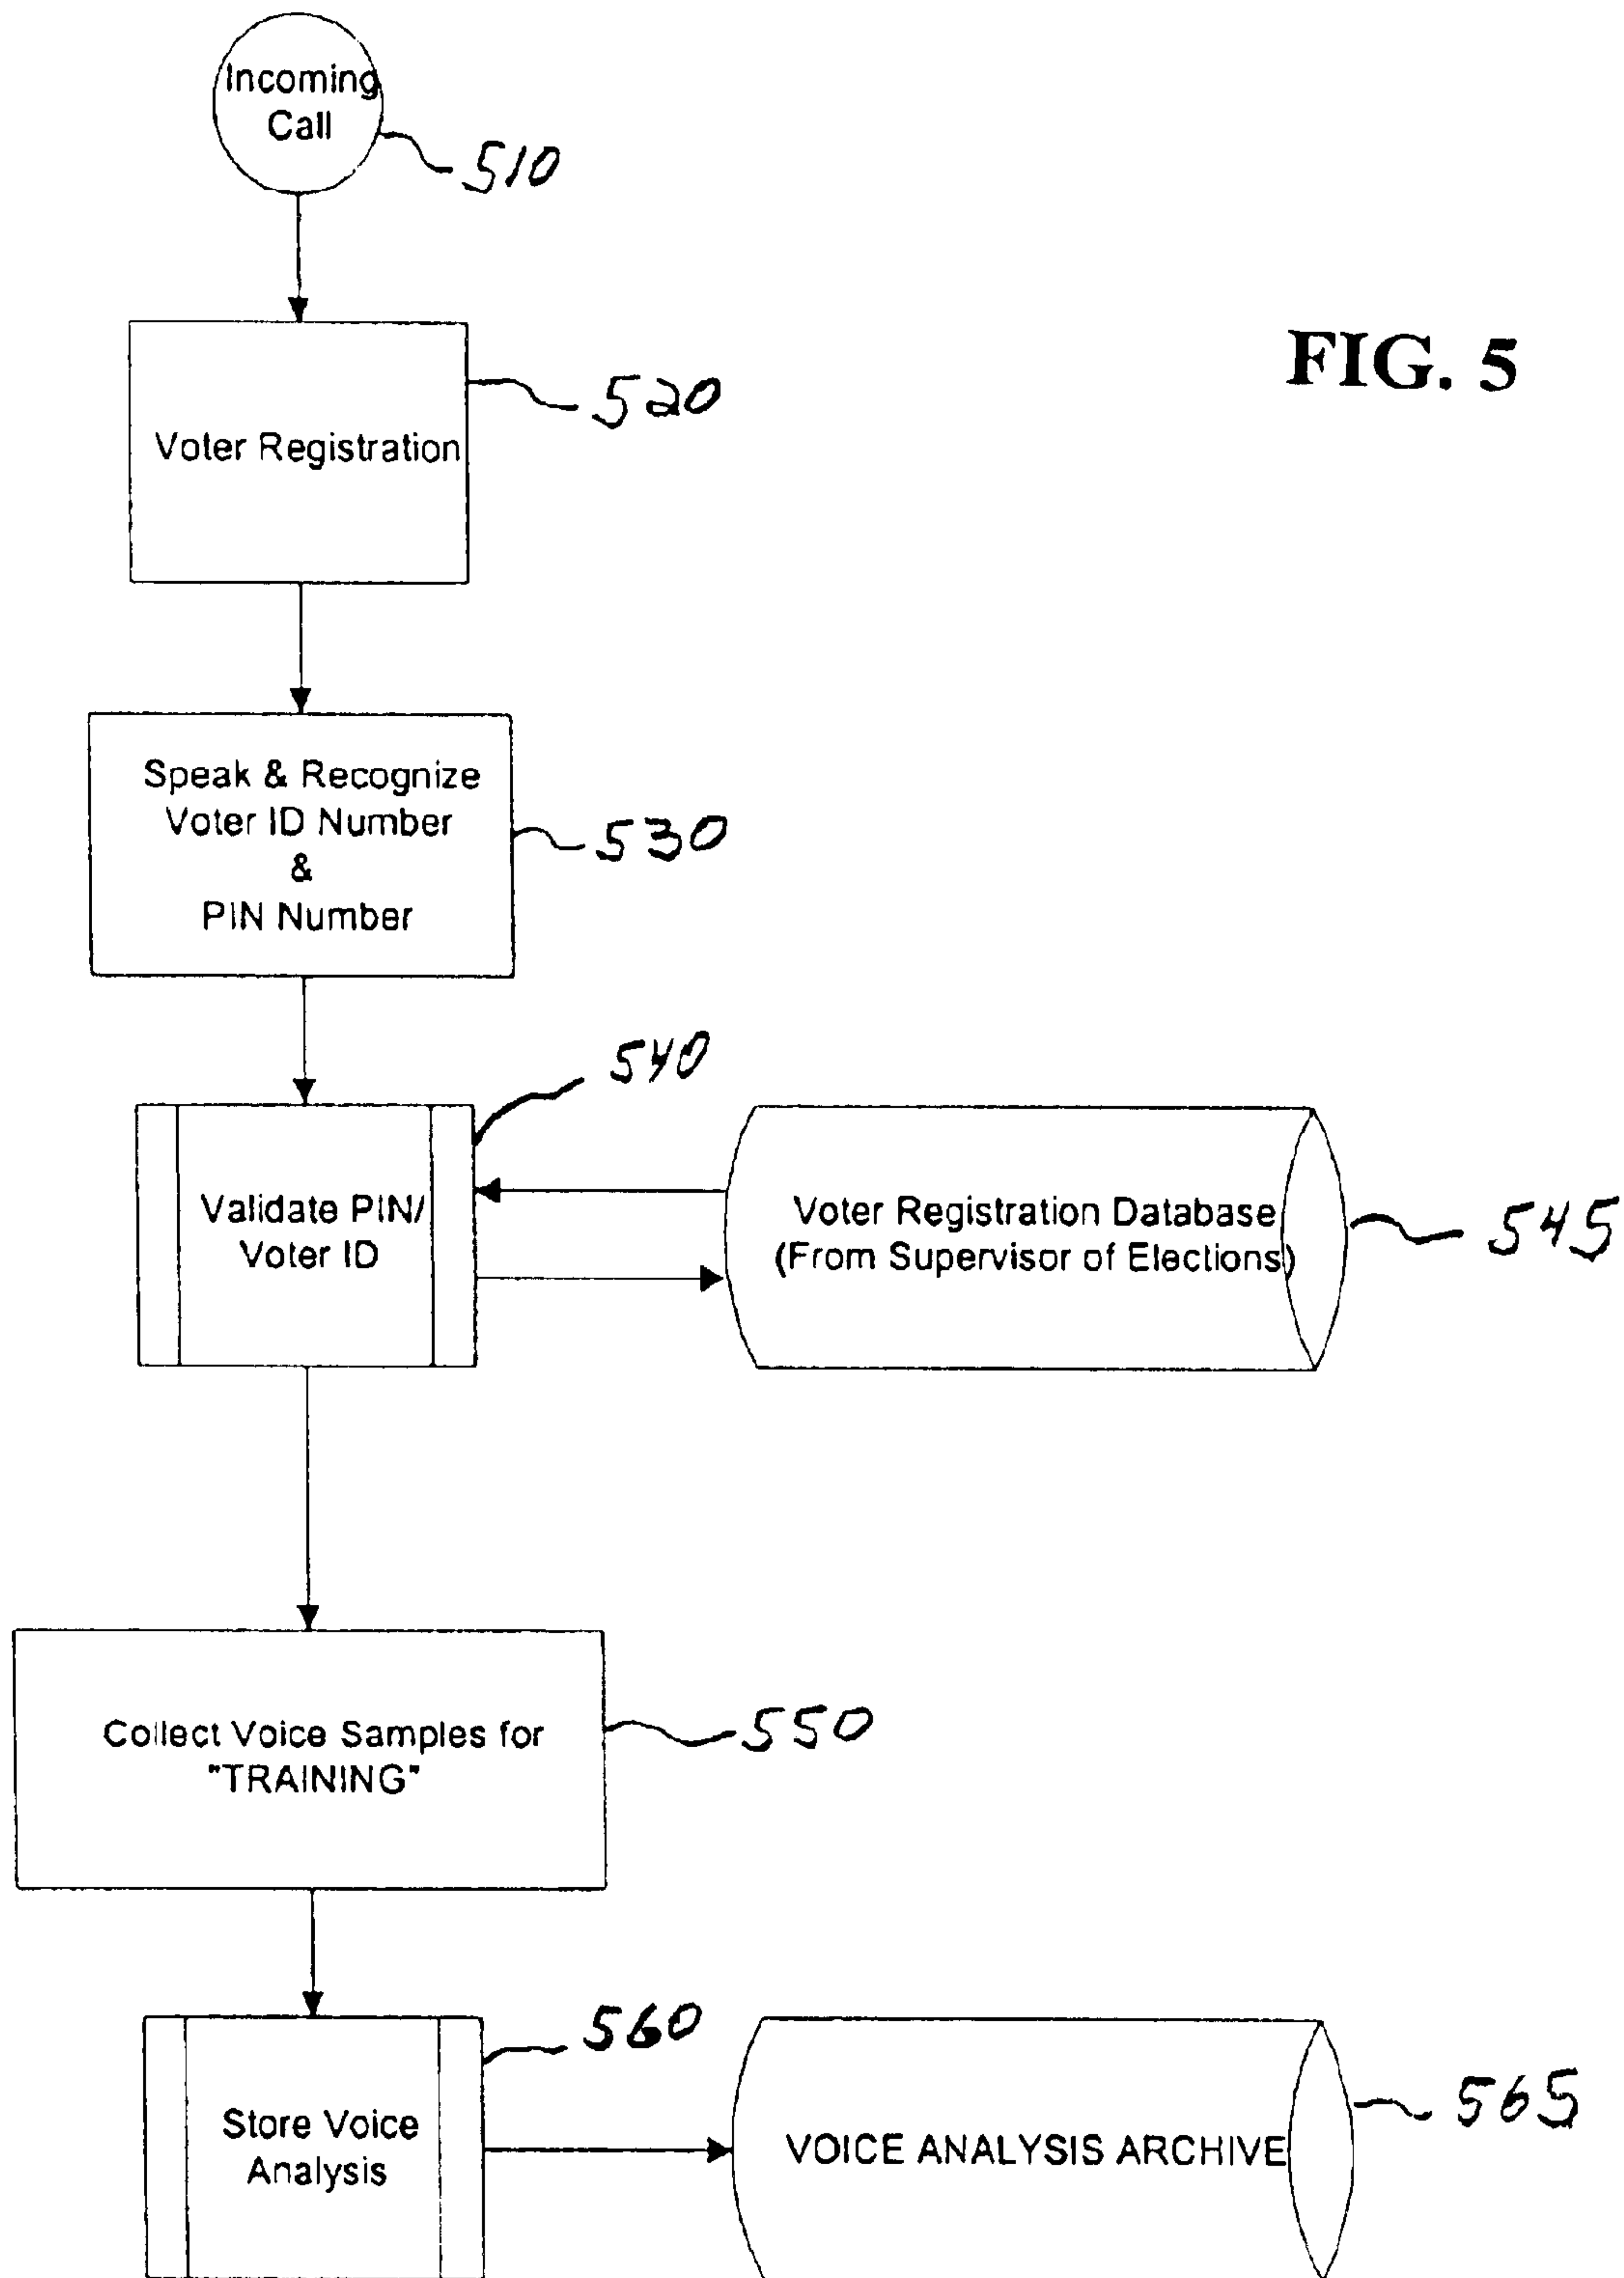 Incoming
Call
510
FIG. 5
520
Voter Registration
Speak & Recognize
Voter ID Number
&
PIN Number
530
540
Validate PIN/
Voter ID
Voter Registration Database
(From Supervisor of Elections)
545
Collect Voice Samples for
"TRAINING"
550
560
Store Voice
Analysis
VOICE ANALYSIS ARCHIVE
565